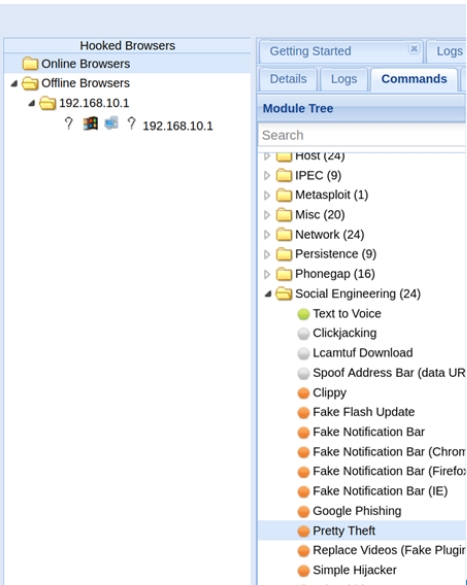 Hooked Browsers
Online Browsers
Offline Browsers
192.168.10.1
? ? 192.168.10.1
Getting Started Logs
Details Logs Commands
Module Tree
Search
Host (24)
IPEC (9)
Metasploit (1)
Misc (20)
Network (24)
Persistence (9)
Phonegap (16)
Social Engineering (24)
Text to Voice
Clickjacking
Lcamtuf Download
Spoof Address Bar (data UR
Clippy
Fake Flash Update
Fake Notification Bar
Fake Notification Bar (Chrom
Fake Notification Bar (Firefox
Fake Notification Bar (IE)
Google Phishing
Pretty Theft
Replace Videos (Fake Plugin
Simple Hijacker